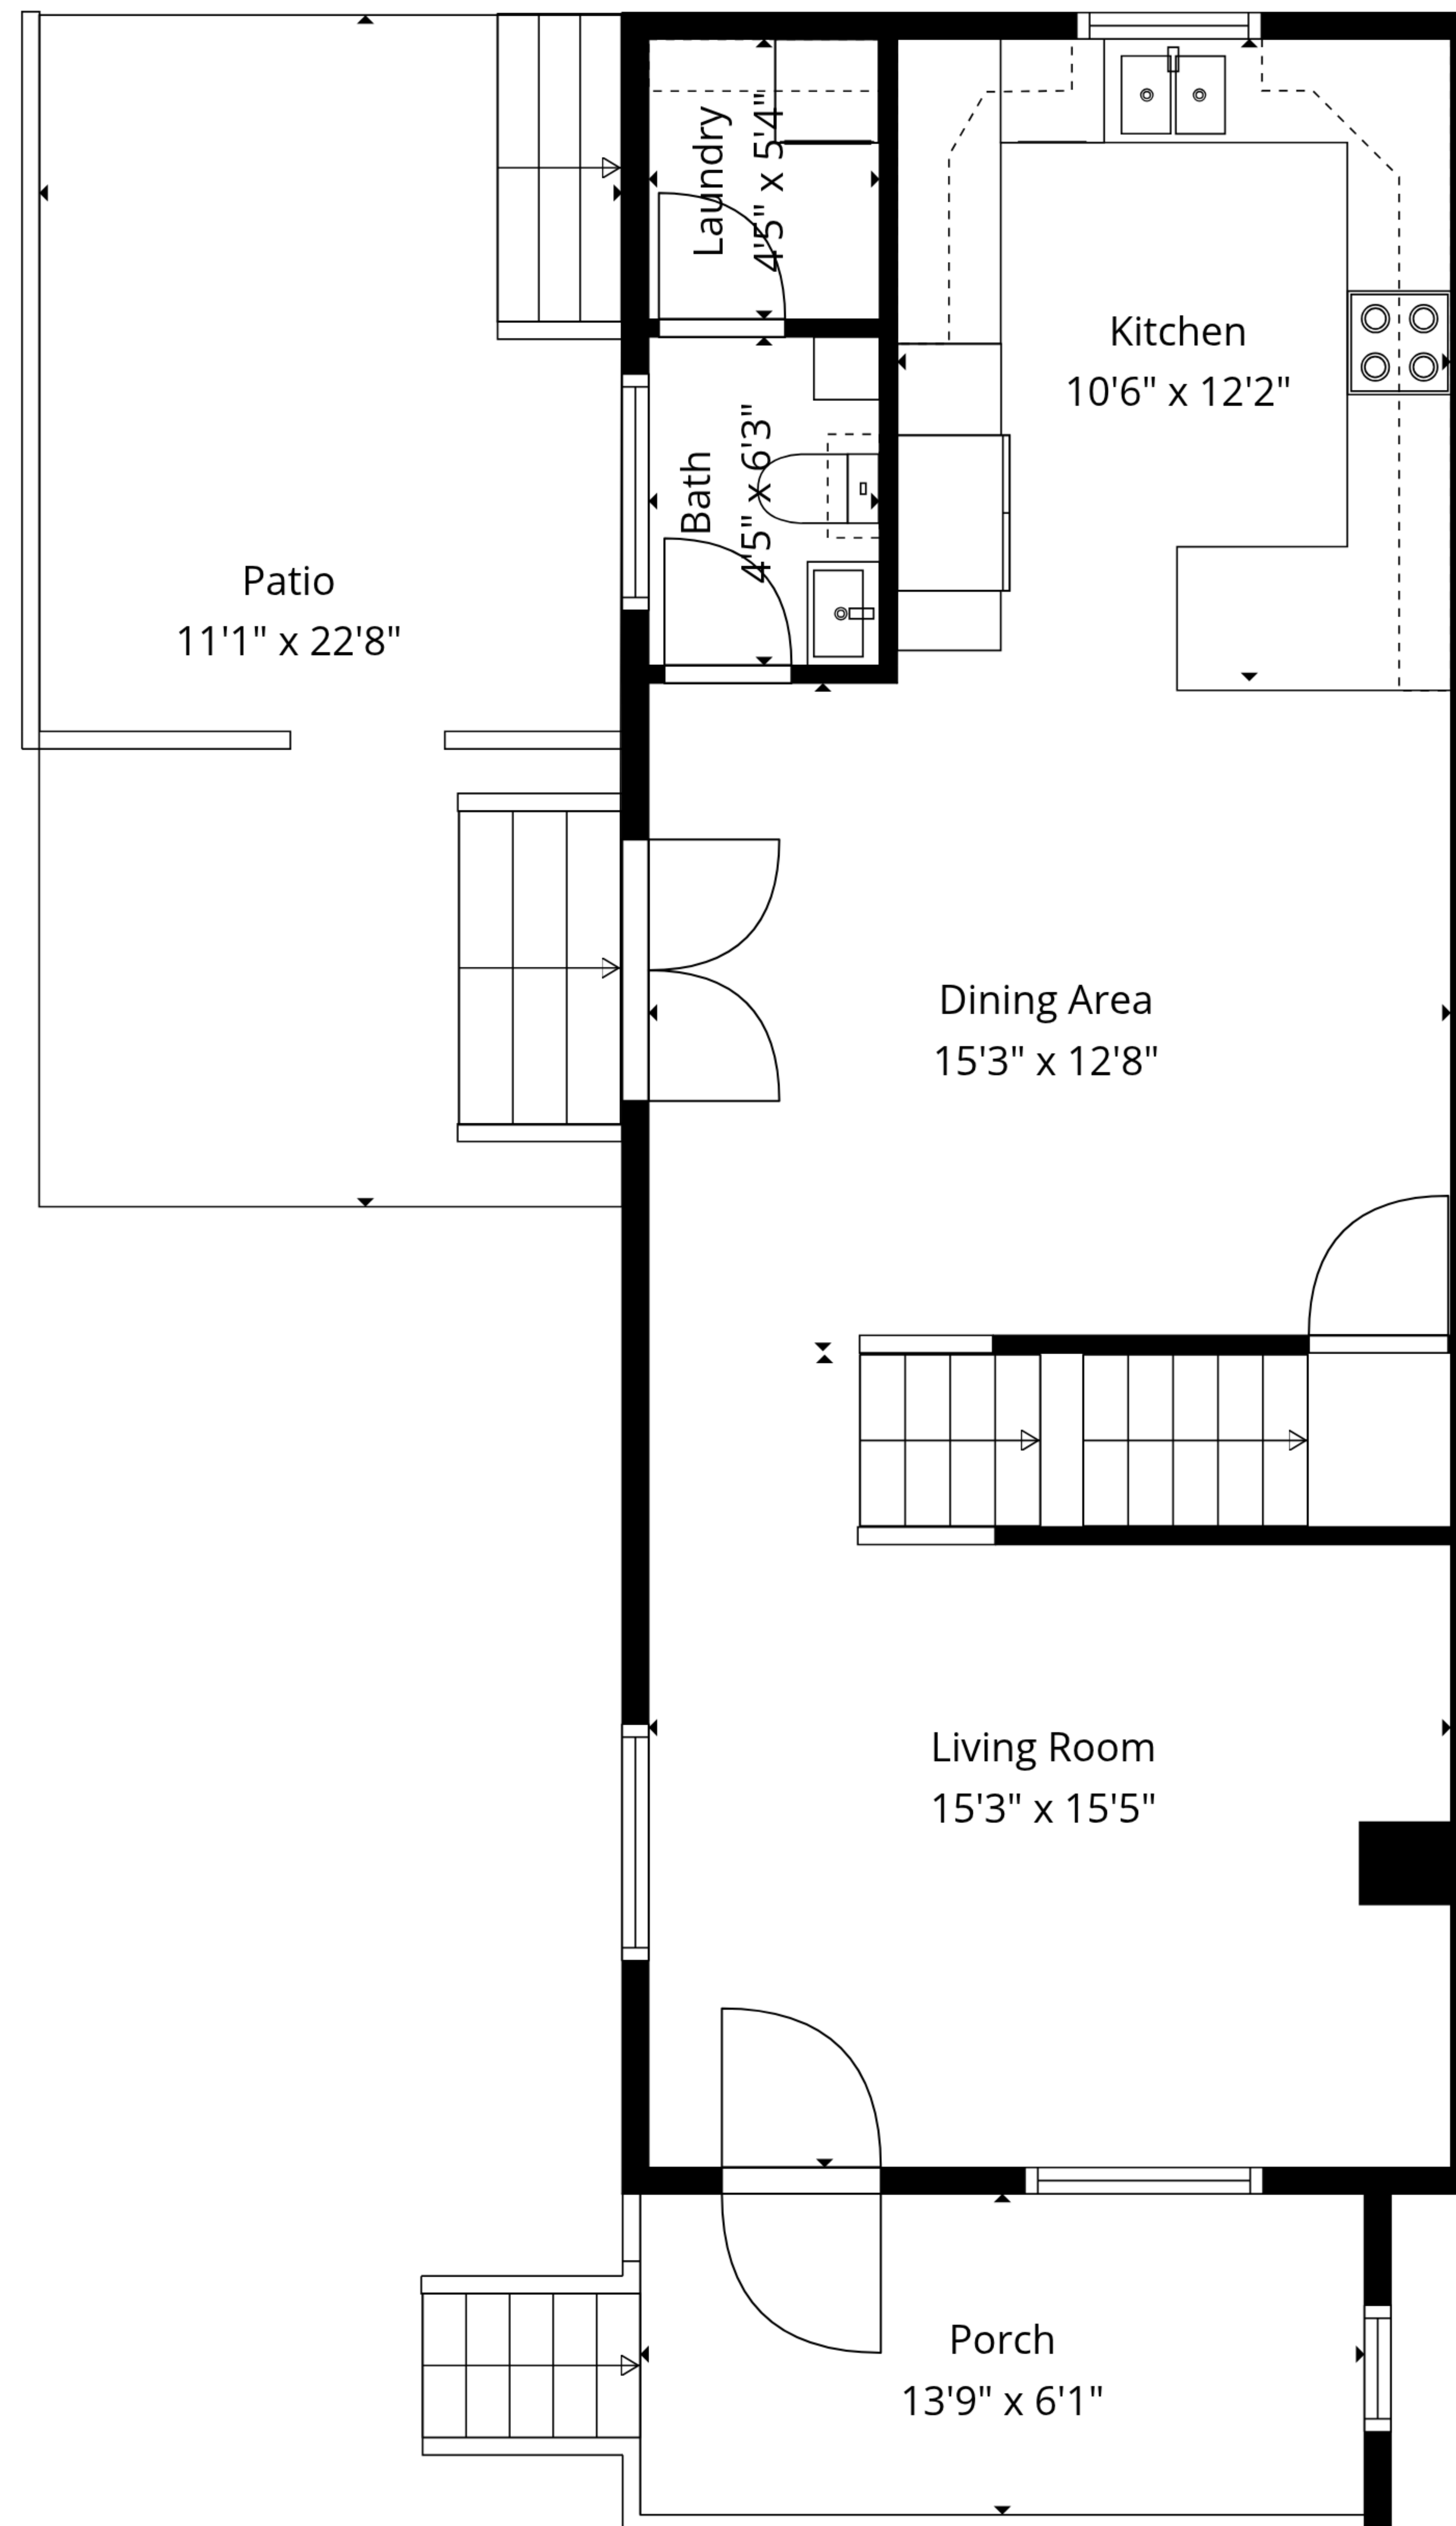 Laundry
4'5" x 5'4"
Kitchen
10'6" x 12'2"
Bath
4'5" x 6'3"
Patio
11'1" x 22'8"
Dining Area
15'3" x 12'8"
Living Room
15'3" x 15'5"
Porch
13'9" x 6'1"